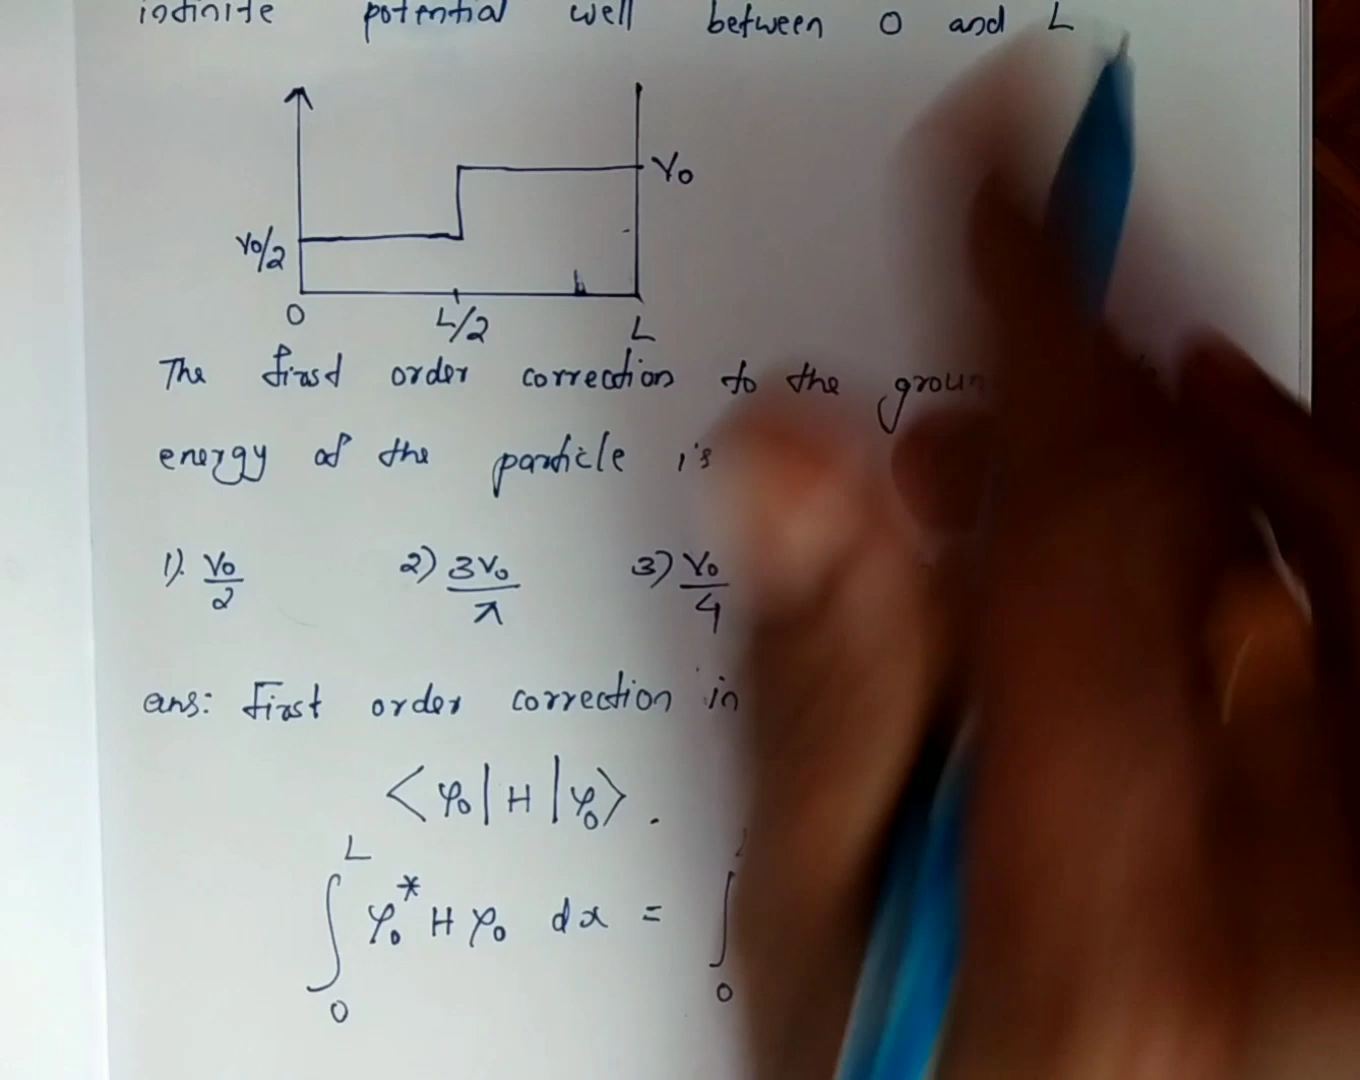 infinite potential well between 0 and L
V0
V0/2
0 L/2 L
The first order correction to the
energy of the particle is
1). V0/2 2) 3V0/π 3) V0/4
ans: First order correction in
<φ0|H|φ0>.
∫0^L φ0* H φ0 dx = ∫0